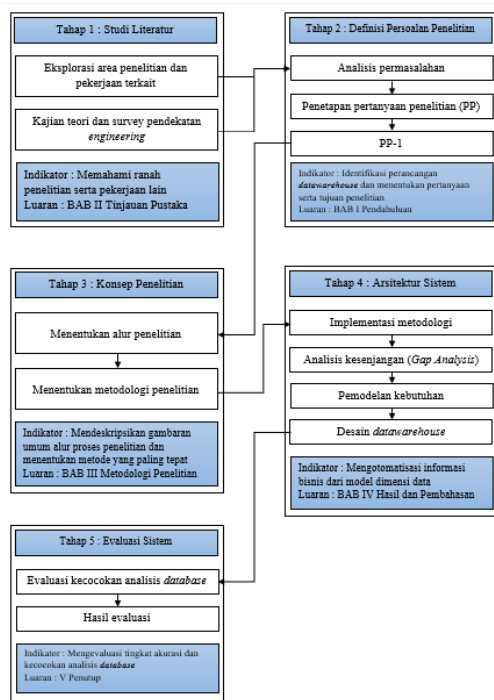 Tahap 1 : Studi Literatur
Eksplorasi area penelitian dan
pekerjaan terkait
Kajian teori dan survey pendekatan
engineering
Indikator : Memahami ranah
penelitian serta pekerjaan lain
Luaran : BAB II Tinjauan Pustaka
Tahap 2 : Definisi Persoalan Penelitian
Analisis permasalahan
Penetapan pertanyaan penelitian (PP)
PP-1
Indikator : Identifikasi perancangan
datawarehouse dan menentukan pertanyaan
serta tujuan penelitian
Luaran : BAB I Pendahuluan
Tahap 3 : Konsep Penelitian
Menentukan alur penelitian
Menentukan metodologi penelitian
Indikator : Mendeskripsikan gambaran
umum alur proses penelitian dan
menentukan metode yang paling tepat
Luaran : BAB III Metodologi Penelitian
Tahap 4 : Arsitektur Sistem
Implementasi metodologi
Analisis kesenjangan (Gap Analysis)
Pemodelan kebutuhan
Desain datawarehouse
Indikator : Mengotomatisasi informasi
bisnis dari model dimensi data
Luaran : BAB IV Hasil dan Pembahasan
Tahap 5 : Evaluasi Sistem
Evaluasi kecocokan analisis database
Hasil evaluasi
Indikator : Mengevaluasi tingkat akurasi dan
kecocokan analisis database
Luaran : V Penutup